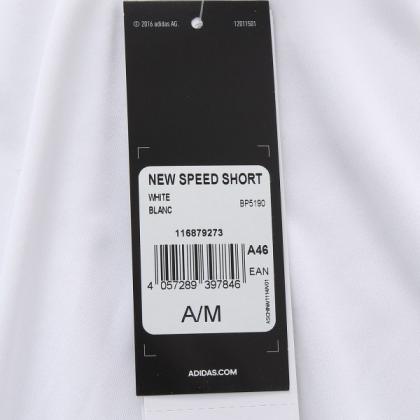 © 2016 adidas AG. 12011501
NEW SPEED SHORT
WHITE
BLANC BP5190
116879273
A46
EAN
4 057289 397846
A/M
ADIDAS.COM